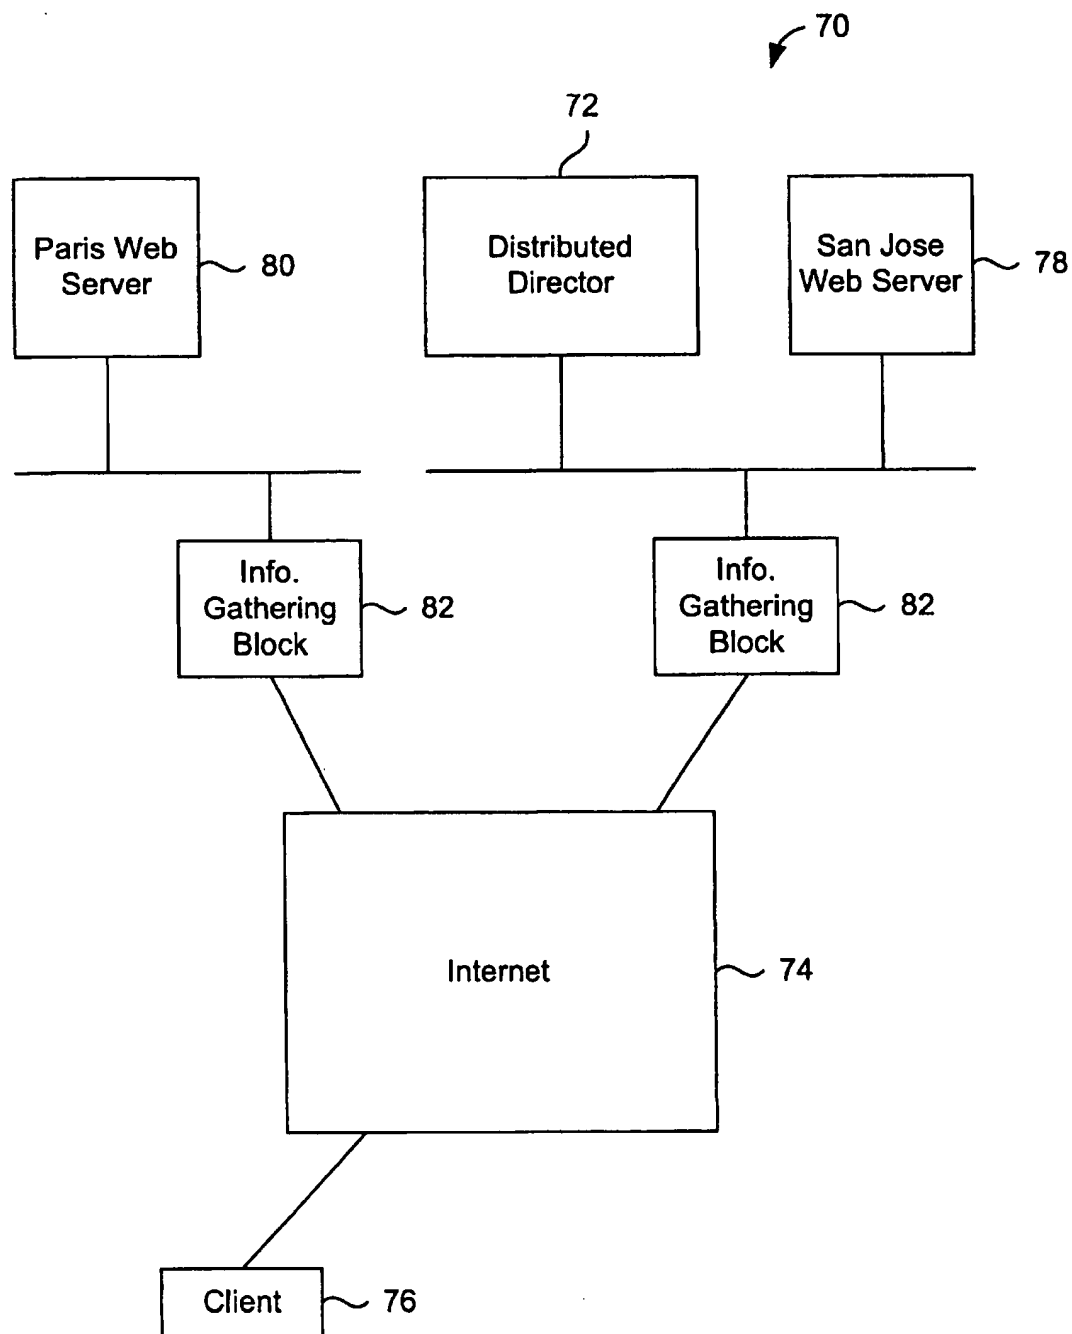 70
72
Paris Web
Server
80
Distributed
Director
San Jose
Web Server
78
Info.
Gathering
Block
82
Info.
Gathering
Block
82
Internet
74
Client
76